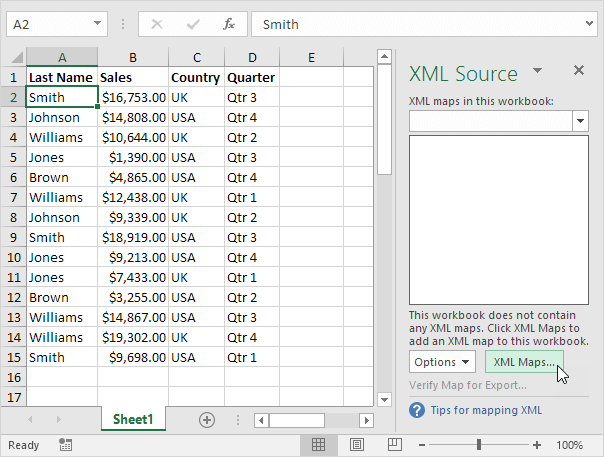 A2 fx Smith
A B C D E
1 Last Name Sales Country Quarter
2 Smith $16,753.00 UK Qtr 3
3 Johnson $14,808.00 USA Qtr 4
4 Williams $10,644.00 UK Qtr 2
5 Jones $1,390.00 USA Qtr 3
6 Brown $4,865.00 USA Qtr 4
7 Williams $12,438.00 UK Qtr 1
8 Johnson $9,339.00 UK Qtr 2
9 Smith $18,919.00 USA Qtr 3
10 Jones $9,213.00 USA Qtr 4
11 Jones $7,433.00 UK Qtr 1
12 Brown $3,255.00 USA Qtr 2
13 Williams $14,867.00 USA Qtr 3
14 Williams $19,302.00 UK Qtr 4
15 Smith $9,698.00 USA Qtr 1
16
17
Sheet1
XML Source
XML maps in this workbook:
This workbook does not contain
any XML maps. Click XML Maps to
add an XML map to this workbook.
Options XML Maps...
Verify Map for Export...
? Tips for mapping XML
Ready 100%